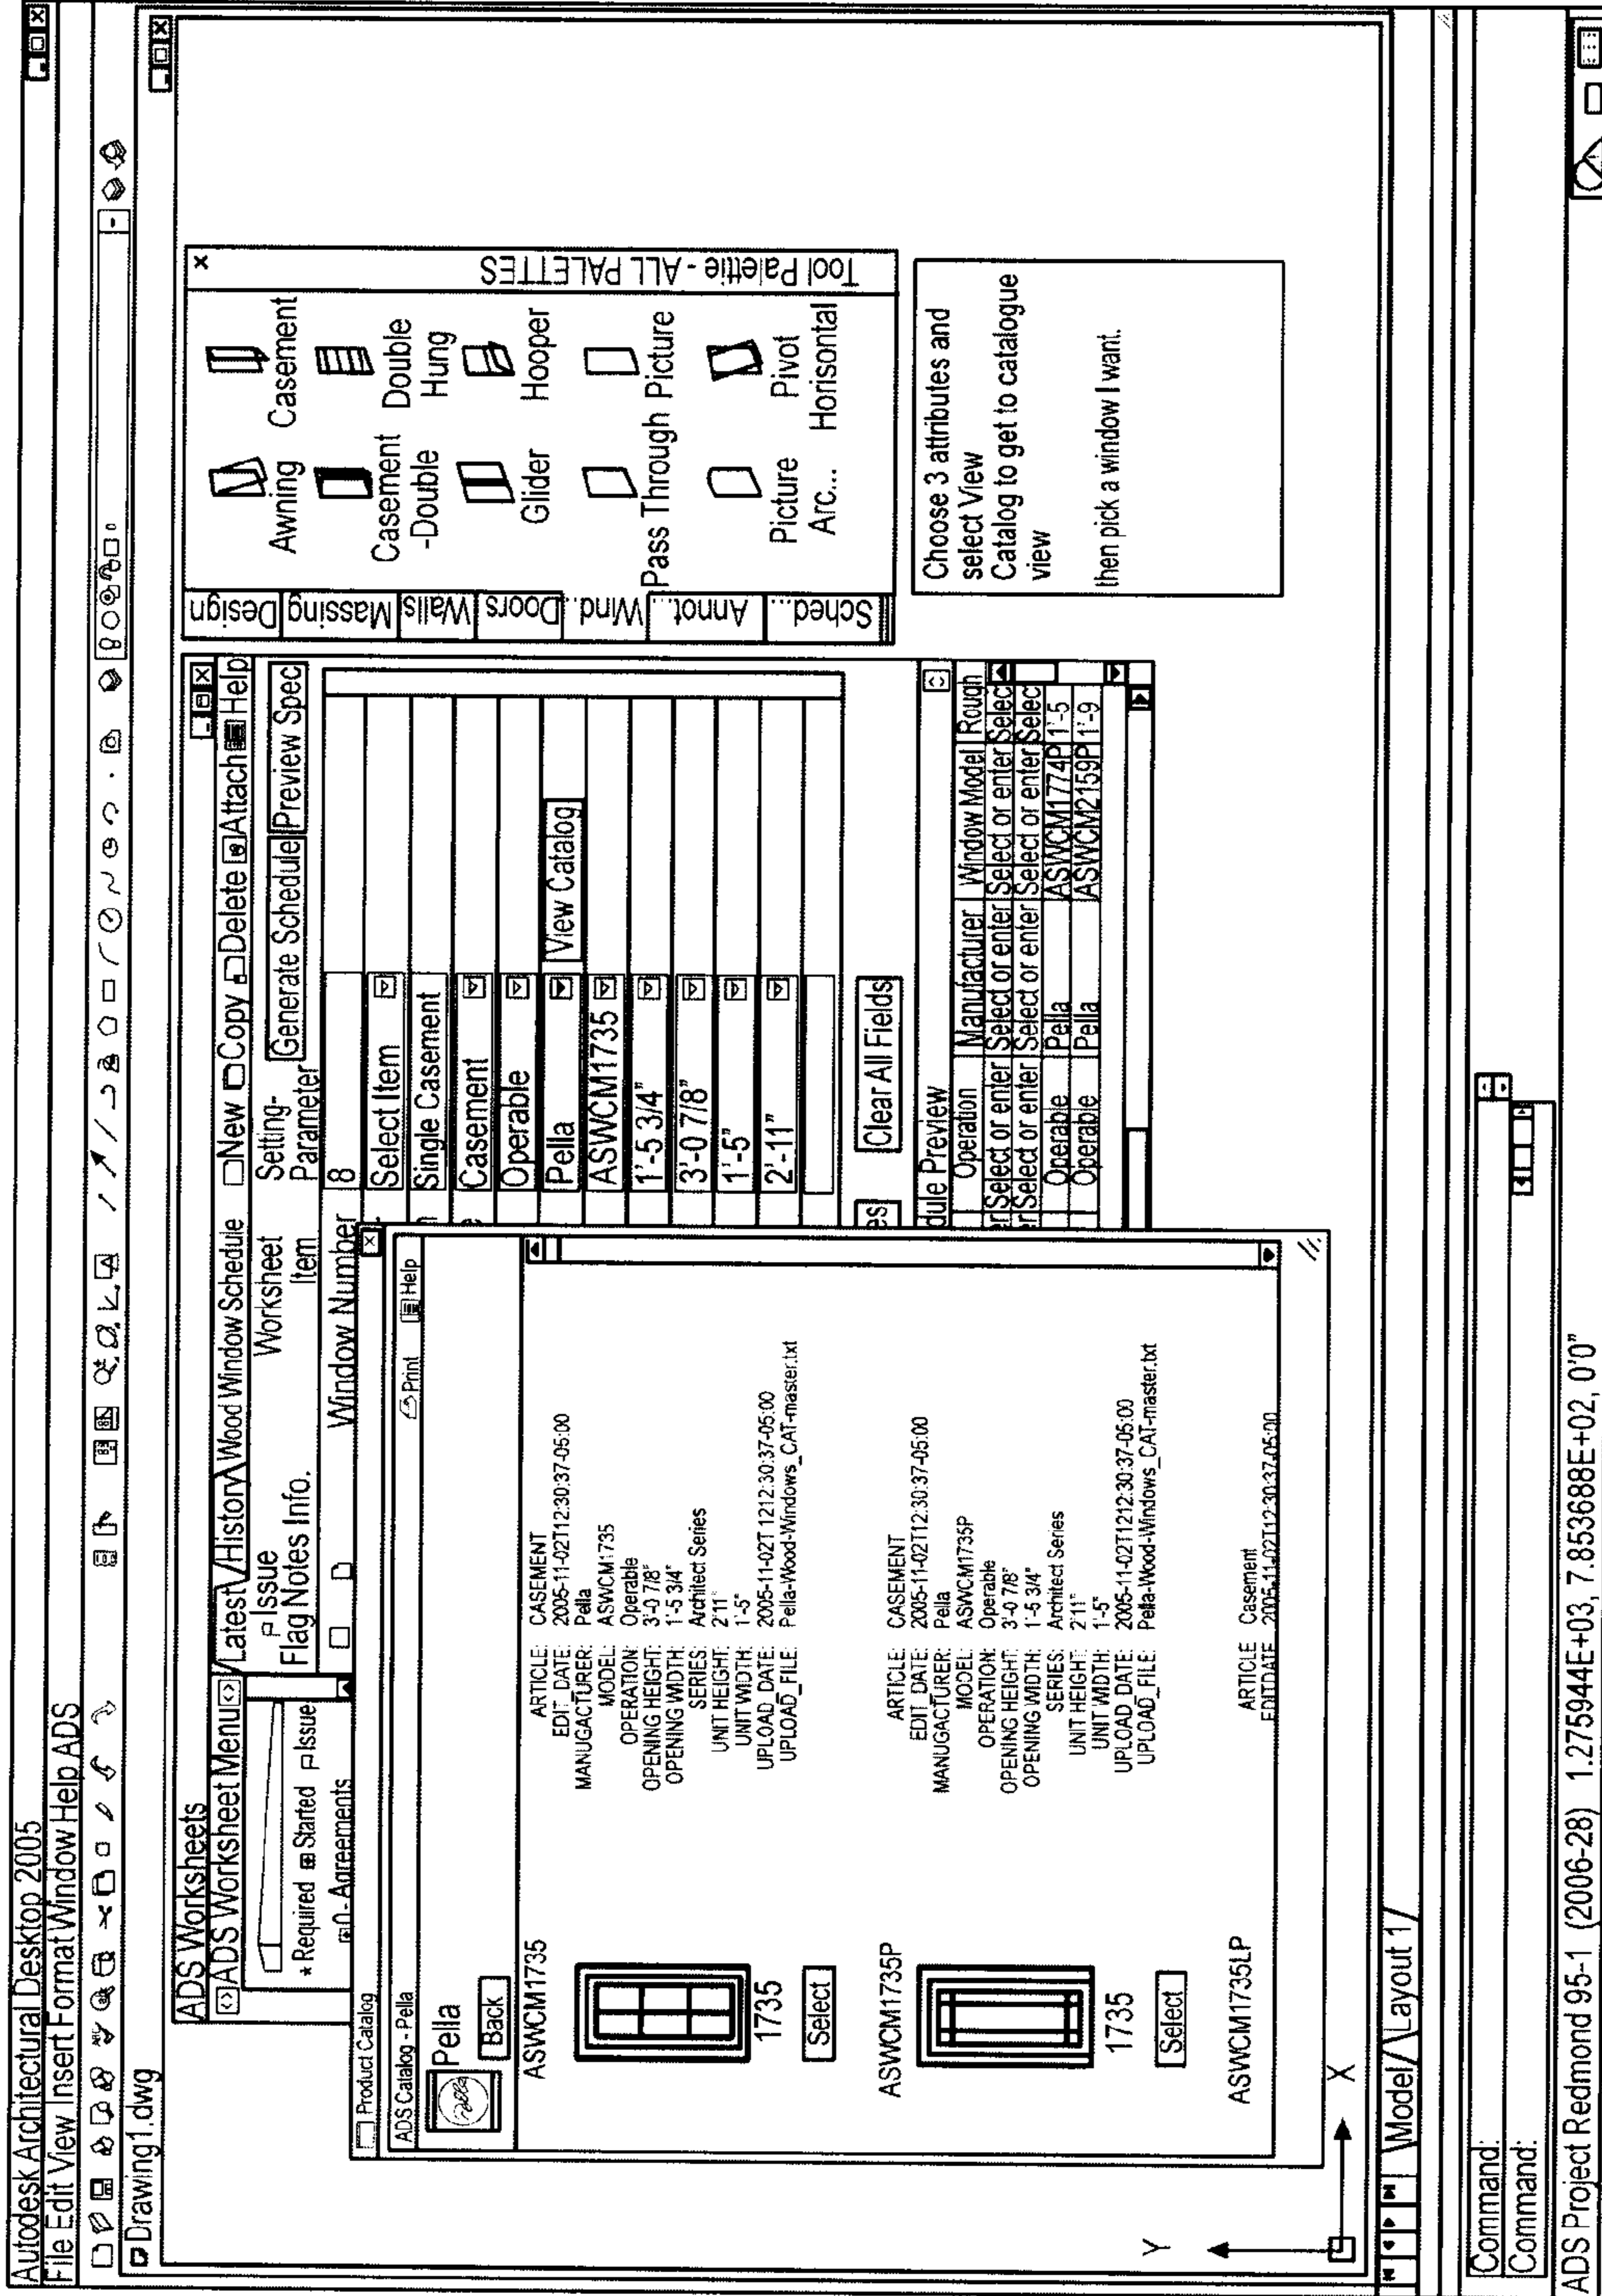 Autodesk Architectural Desktop 2005
File Edit View Insert Format Window Help ADS
Drawing1.dwg
ADS Worksheets
ADS Worksheet Menu
* Required Started Issue
0 - Agreements
Latest History Wood Window Schedule New Copy Delete Attach Help
Issue Worksheet Setting-
Flag Notes Info. Item Parameter
Generate Schedule Preview Spec
Window Number 8
Select Item
Single Casement
Casement
Operable
Pella View Catalog
ASWCM1735
1'-5 3/4"
3'-0 7/8"
1'-5"
2'-11"
es Clear All Fields
dule Preview
Operation Manufacturer Window Model Rough
er Select or enter Select or enter Select or enter Selec
er Select or enter Select or enter Select or enter Selec
Operable Pella ASWCM1774P 1'-5
Operable Pella ASWCM2159P 1'-9
Product Catalog
ADS Catalog - Pella Print Help
Pella
Pella
Back
ASWCM1735
1735
Select
ARTICLE: CASEMENT
EDIT_DATE: 2005-11-02T12:30:37-05:00
MANUGACTURER: Pella
MODEL: ASWCM1735
OPERATION: Operable
OPENING HEIGHT: 3'-0 7/8"
OPENING WIDTH: 1'-5 3/4"
SERIES: Architect Series
UNIT HEIGHT: 2'11"
UNIT WIDTH: 1'-5"
UPLOAD_DATE: 2005-11-02T 1212:30:37-05:00
UPLOAD_FILE: Pella-Wood-Windows_CAT-master.txt
ASWCM1735P
1735
Select
ARTICLE: CASEMENT
EDIT_DATE: 2005-11-02T12:30:37-05:00
MANUGACTURER: Pella
MODEL: ASWCM1735P
OPERATION: Operable
OPENING HEIGHT: 3'-0 7/8"
OPENING WIDTH: 1'-5 3/4"
SERIES: Architect Series
UNIT HEIGHT: 2'11"
UNIT WIDTH: 1'-5"
UPLOAD_DATE: 2005-11-02T1212:30:37-05:00
UPLOAD_FILE: Pella-Wood-Windows_CAT-master.txt
ASWCM1735LP
ARTICLE Casement
EDITDATE 2005-11-02T12:30:37-05:00
Design
Massing
Walls
Doors
Wind...
Annot...
Sched...
Awning Casement
Casement Double
-Double Hung
Glider Hooper
Pass Through Picture
Picture Pivot
Arc... Horisontal
Tool Palettie - ALL PALETTES
Choose 3 attributes and
select View
Catalog to get to catalogue
view
then pick a window I want.
Y
X
Model Layout 1
Command:
Command:
ADS Project Redmond 95-1 (2006-28) 1.275944E+03, 7.853688E+02, 0'0"